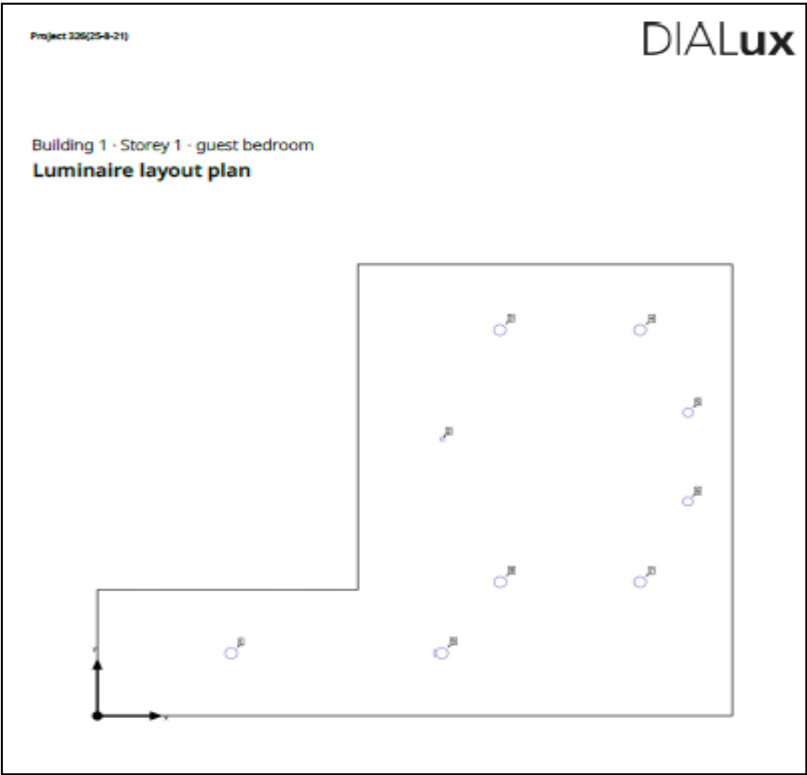 Project 326(25-8-21)
DIALux
Building 1 · Storey 1 · guest bedroom
Luminaire layout plan